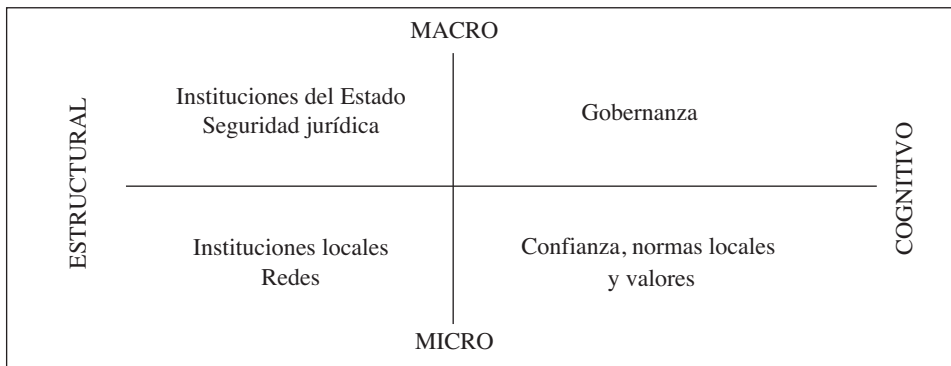 MACRO
Instituciones del Estado
Seguridad jurídica
Gobernanza
ESTRUCTURAL
COGNITIVO
Instituciones locales
Redes
Confianza, normas locales
y valores
MICRO